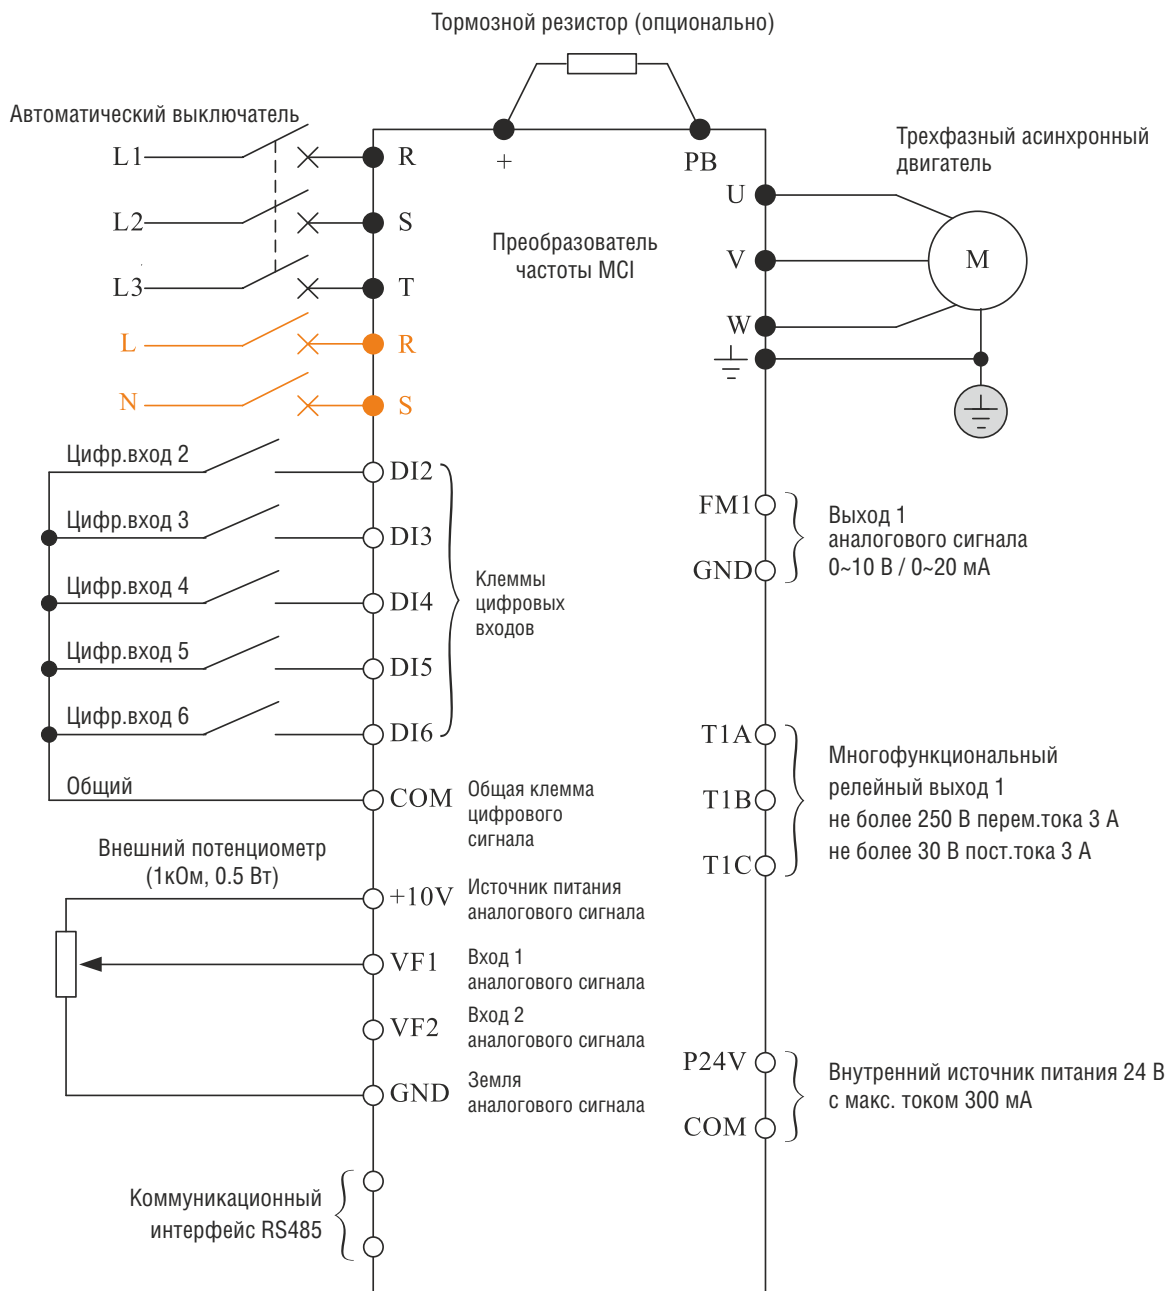 Тормозной резистор (опционально)
Автоматический выключатель
L1
R
+
PB
Трехфазный асинхронный
двигатель
U
L2
S
Преобразователь
частоты MCI
V
M
L3
T
W
L
R
N
S
Цифр.вход 2
DI2
Цифр.вход 3
DI3
Цифр.вход 4
DI4
Цифр.вход 5
DI5
Цифр.вход 6
DI6
Клеммы
цифровых
входов
Общий
COM
Общая клемма
цифрового
сигнала
Внешний потенциометр
(1кОм, 0.5 Вт)
+10V
Источник питания
аналогового сигнала
VF1
Вход 1
аналогового сигнала
VF2
Вход 2
аналогового сигнала
GND
Земля
аналогового сигнала
Коммуникационный
интерфейс RS485
FM1
GND
Выход 1
аналогового сигнала
0~10 В / 0~20 мА
T1A
T1B
T1C
Многофункциональный
релейный выход 1
не более 250 В перем.тока 3 А
не более 30 В пост.тока 3 А
P24V
COM
Внутренний источник питания 24 В
с макс. током 300 мА